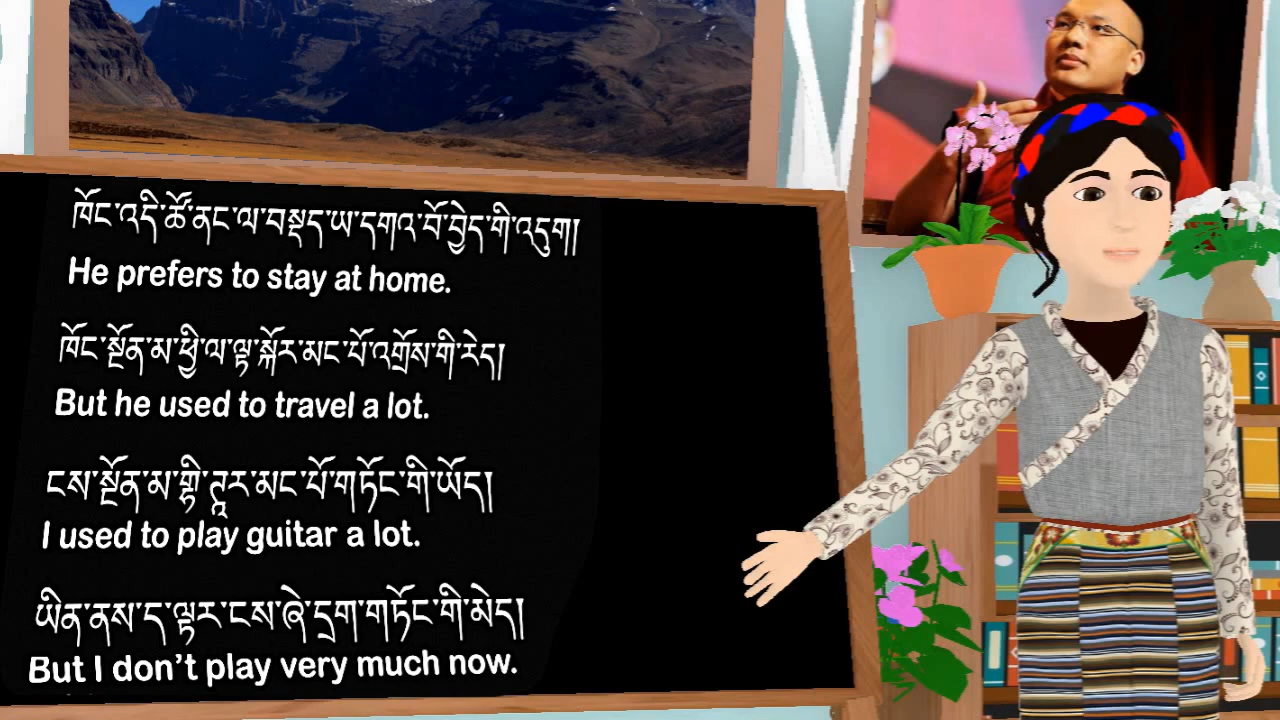 ཁོང་འདི་ཚོ་ནང་ལ་བསྡད་ཡ་དགའ་བོ་བྱེད་གི་འདུག།
He prefers to stay at home.
ཁོང་སྔོན་མ་ཕྱི་ལ་ལྟ་སྐོར་མང་པོ་འགྲོས་གི་རེད།
But he used to travel a lot.
ངས་སྔོན་མ་གྷི་ཊར་མང་པོ་གཏོང་གི་ཡོད།
I used to play guitar a lot.
ཡིན་ནས་ད་ལྟར་ངས་ཞེ་དྲག་གཏོང་གི་མེད།
But I don’t play very much now.